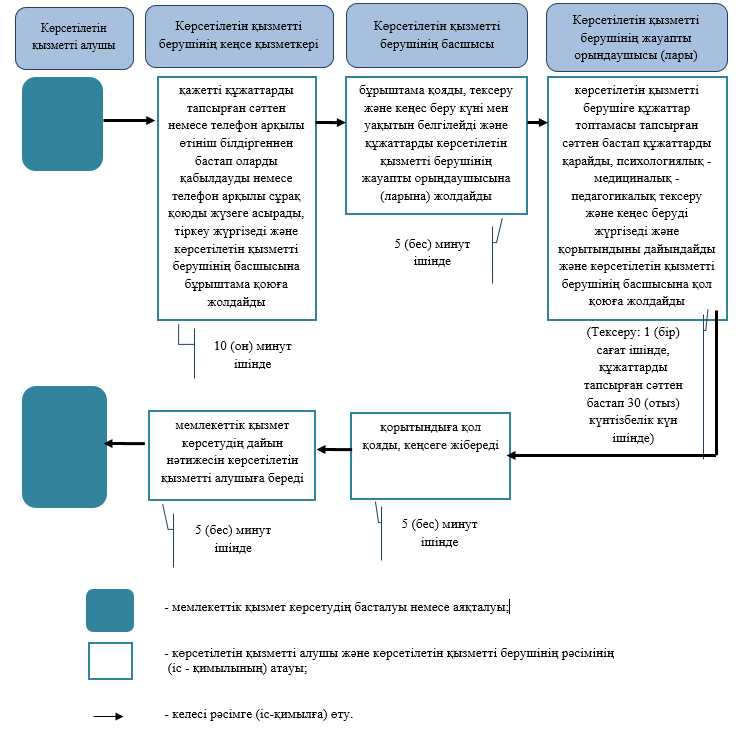 Көрсетілетін
қызметті алушы
Көрсетілетін қызметті
берушінің кеңсе қызметкері
Көрсетілетін қызметті
берушінің басшысы
Көрсетілетін қызметті
берушінің жауапты
орындаушысы (лары)
қажетті құжаттарды
тапсырған сәттен
немесе телефон арқылы
өтініш білдіргеннен
бастап оларды
қабылдауды немесе
телефон арқылы сұрақ
қоюды жүзеге асырады,
тіркеу жүргізеді және
көрсетілетін қызметті
берушінің басшысына
бұрыштама қоюға
жолдайды
бұрыштама қояды, тексеру
және кеңес беру күні мен
уақытын белгілейді және
құжаттарды көрсетілетін
қызметті берушінің
жауапты орындаушысына
(ларына) жолдайды
көрсетілетін қызметті
берушіге құжаттар
топтамасы тапсырған
сәттен бастап құжаттарды
қарайды, психологиялық -
медициналық -
педагогикалық тексеру
және кеңес беруді
жүргізеді және
қорытындыны дайындайды
және көрсетілетін қызметті
берушінің басшысына қол
қоюға жолдайды
10 (он) минут
ішінде
5 (бес) минут
ішінде
(Тексеру: 1 (бір)
сағат ішінде,
құжаттарды
тапсырған сәттен
бастап 30 (отыз)
күнтізбелік күн
ішінде)
мемлекеттік қызмет
көрсетудің дайын
нәтижесін көрсетілетін
қызметті алушыға береді
қорытындыға қол
қояды, кеңсеге жібереді
5 (бес) минут
ішінде
5 (бес) минут
ішінде
- мемлекеттік қызмет көрсетудің басталуы немесе аяқталуы;
- көрсетілетін қызметті алушы және көрсетілетін қызметті берушінің рәсімінің
(іс - қимылының) атауы;
- келесі рәсімге (іс-қимылға) өту.